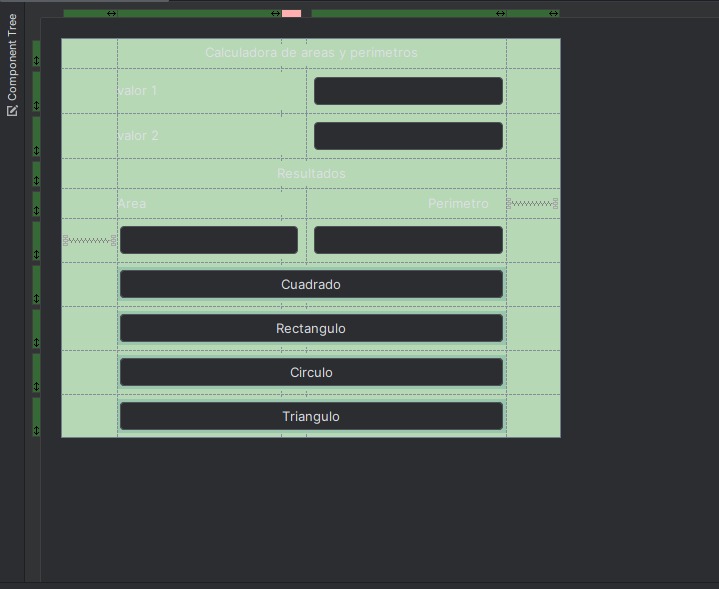 Component Tree
Calculadora de areas y perimetros
valor 1
valor 2
Resultados
Area Perimetro
Cuadrado
Rectangulo
Circulo
Triangulo